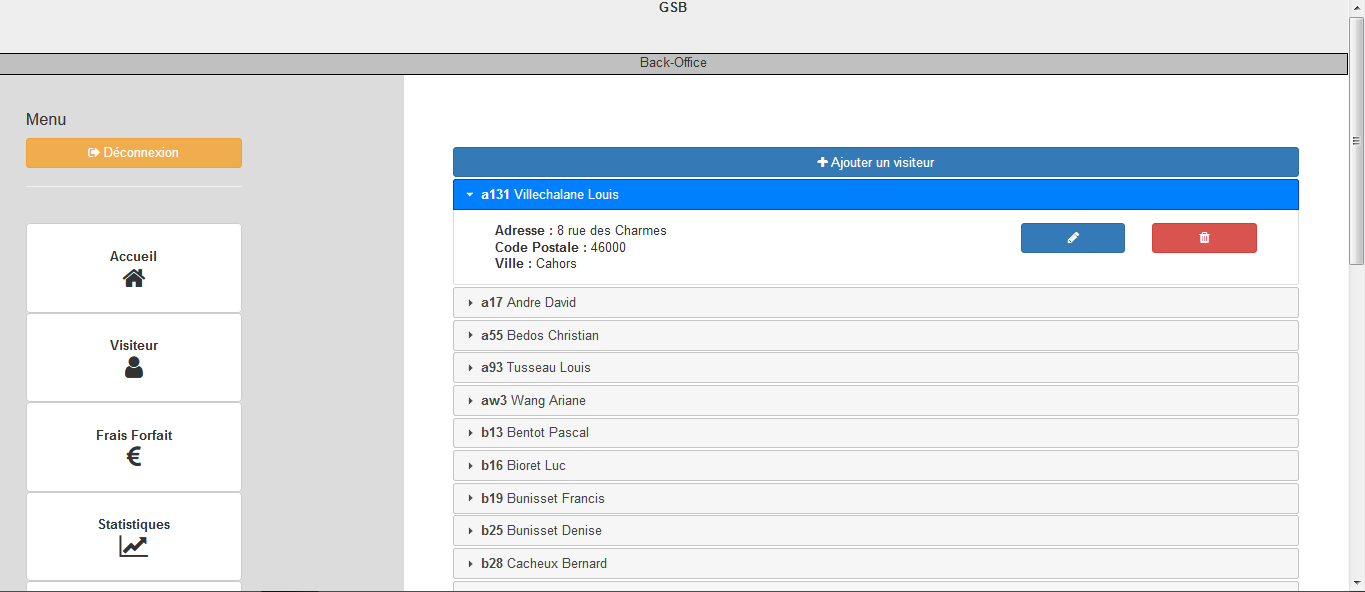 GSB
Back-Office
Menu
Déconnexion
Accueil
Visiteur
Frais Forfait
€
Statistiques
Ajouter un visiteur
a131 Villechalane Louis
Adresse : 8 rue des Charmes
Code Postale : 46000
Ville : Cahors
a17 Andre David
a55 Bedos Christian
a93 Tusseau Louis
aw3 Wang Ariane
b13 Bentot Pascal
b16 Bioret Luc
b19 Bunisset Francis
b25 Bunisset Denise
b28 Cacheux Bernard